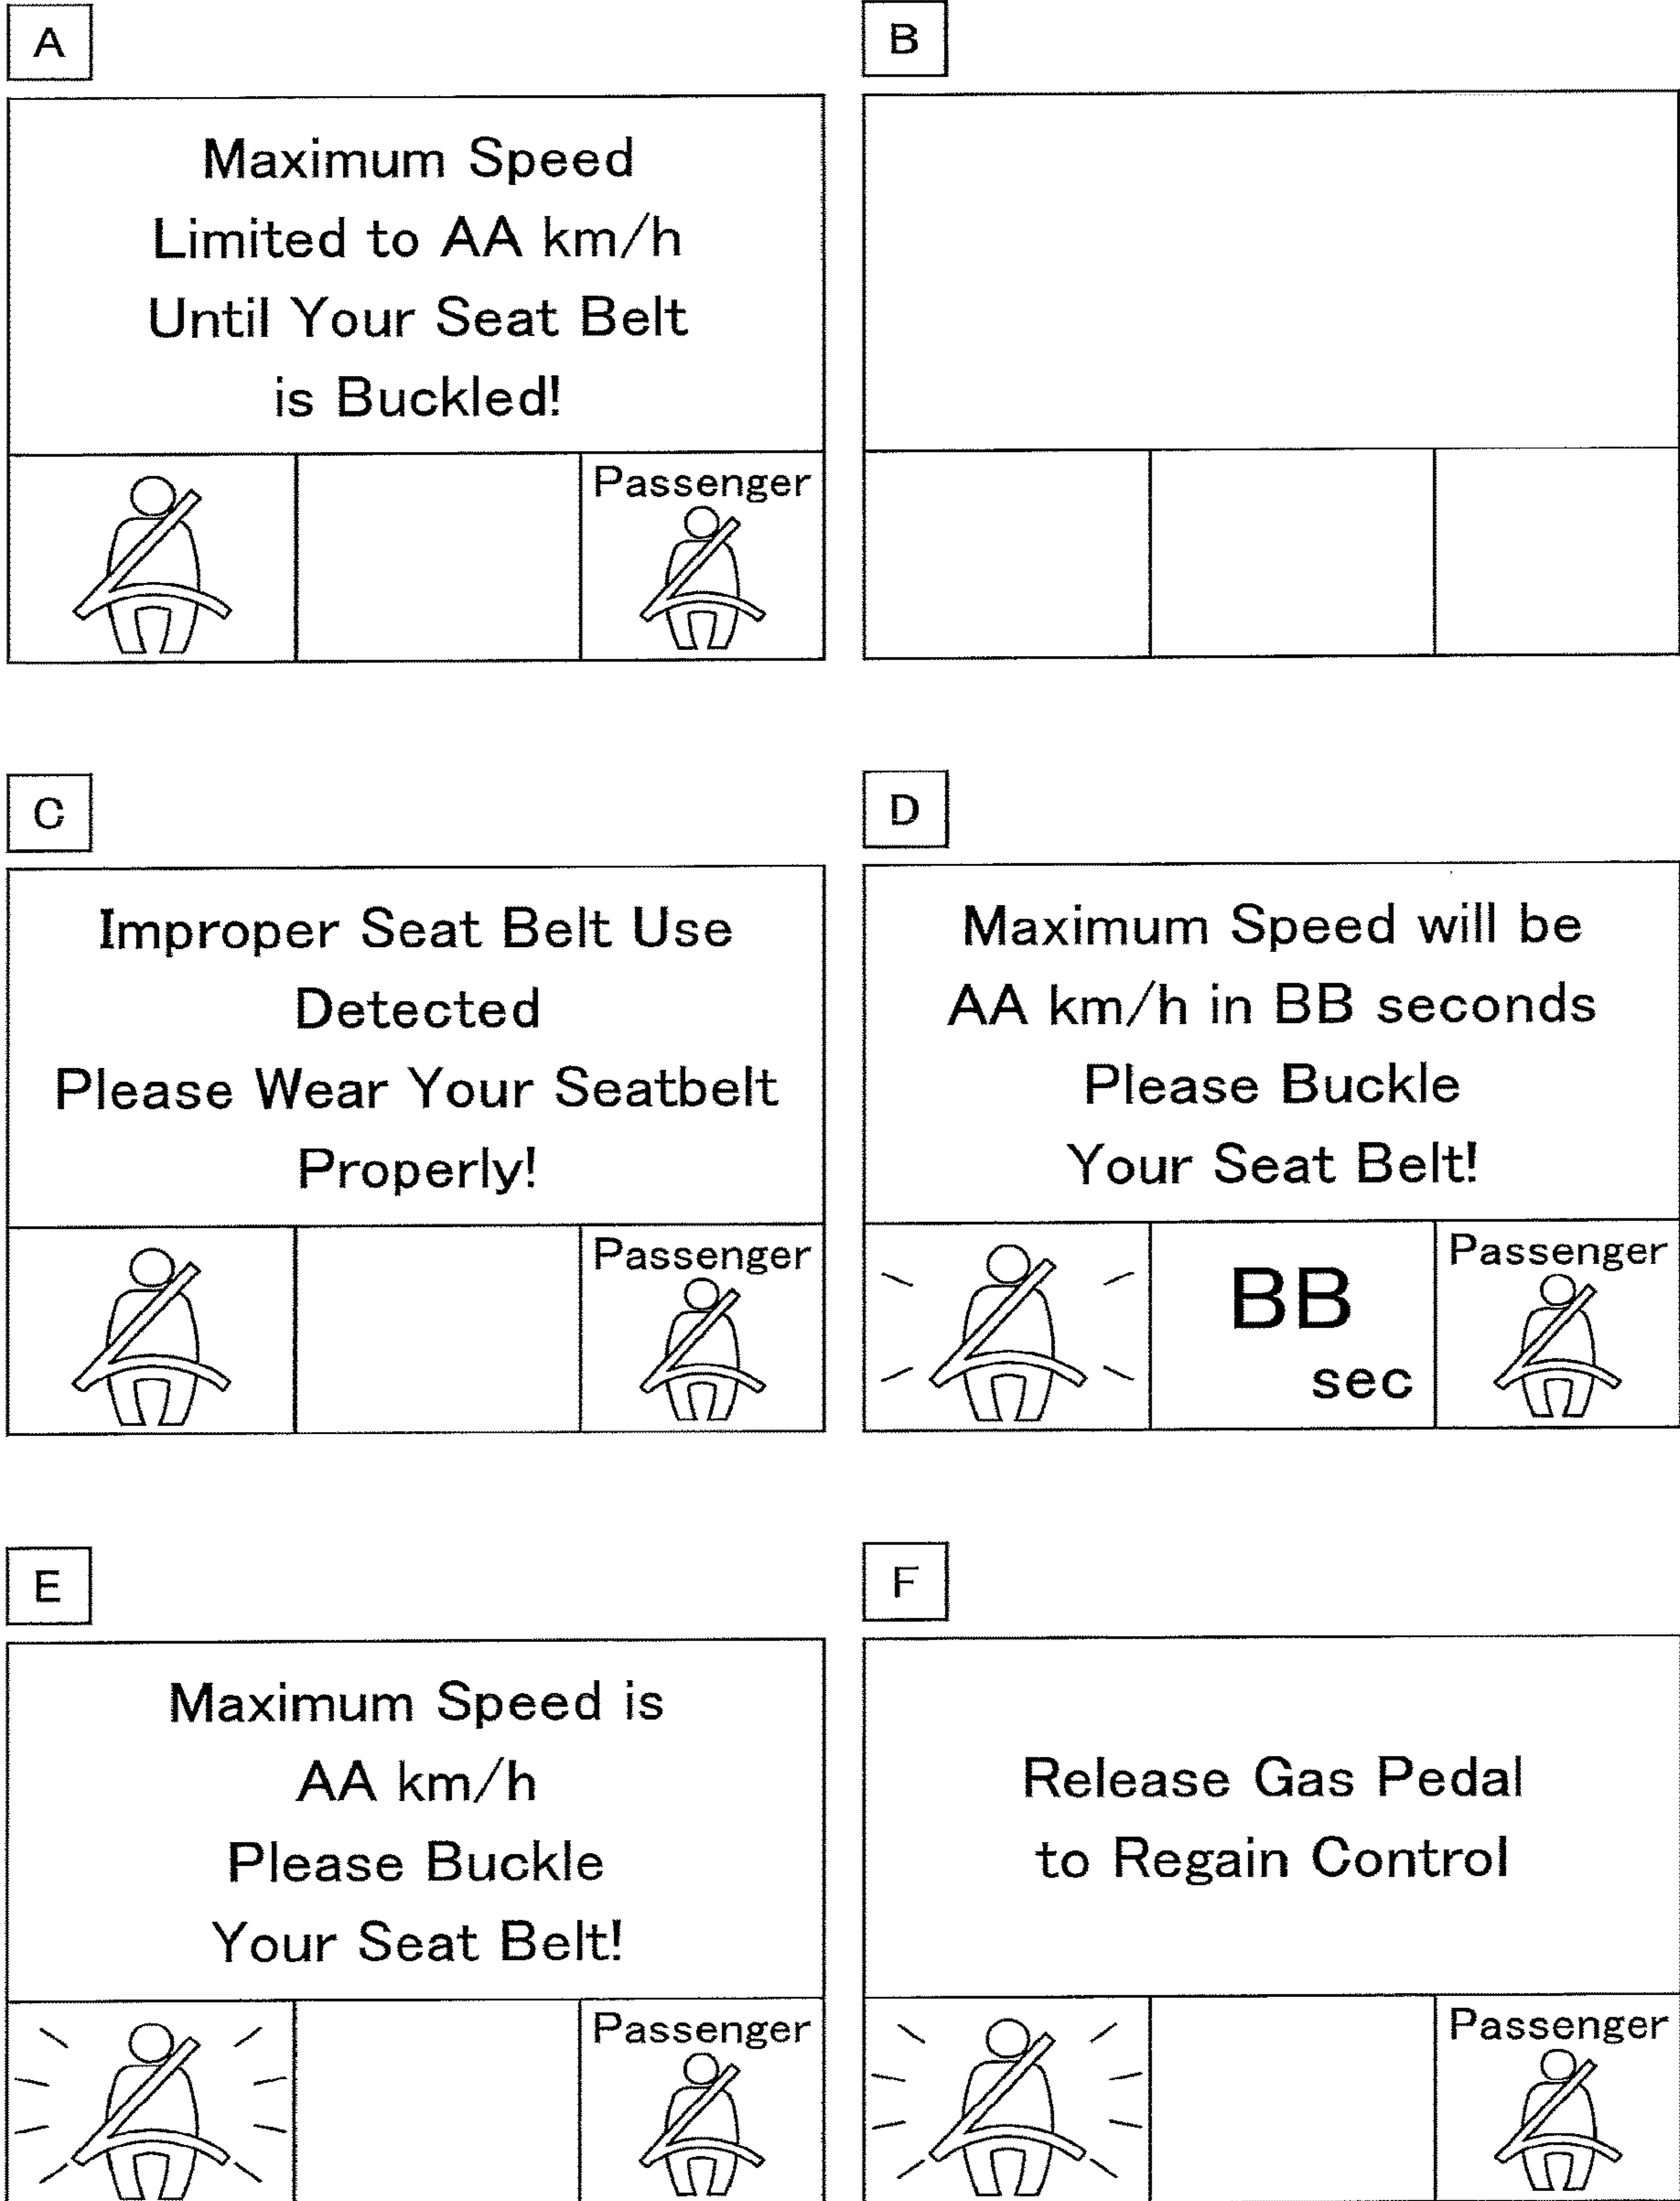 A
Maximum Speed
Limited to AA km/h
Until Your Seat Belt
is Buckled!
Passenger
B
C
Improper Seat Belt Use
Detected
Please Wear Your Seatbelt
Properly!
Passenger
D
Maximum Speed will be
AA km/h in BB seconds
Please Buckle
Your Seat Belt!
BB
sec
Passenger
E
Maximum Speed is
AA km/h
Please Buckle
Your Seat Belt!
Passenger
F
Release Gas Pedal
to Regain Control
Passenger